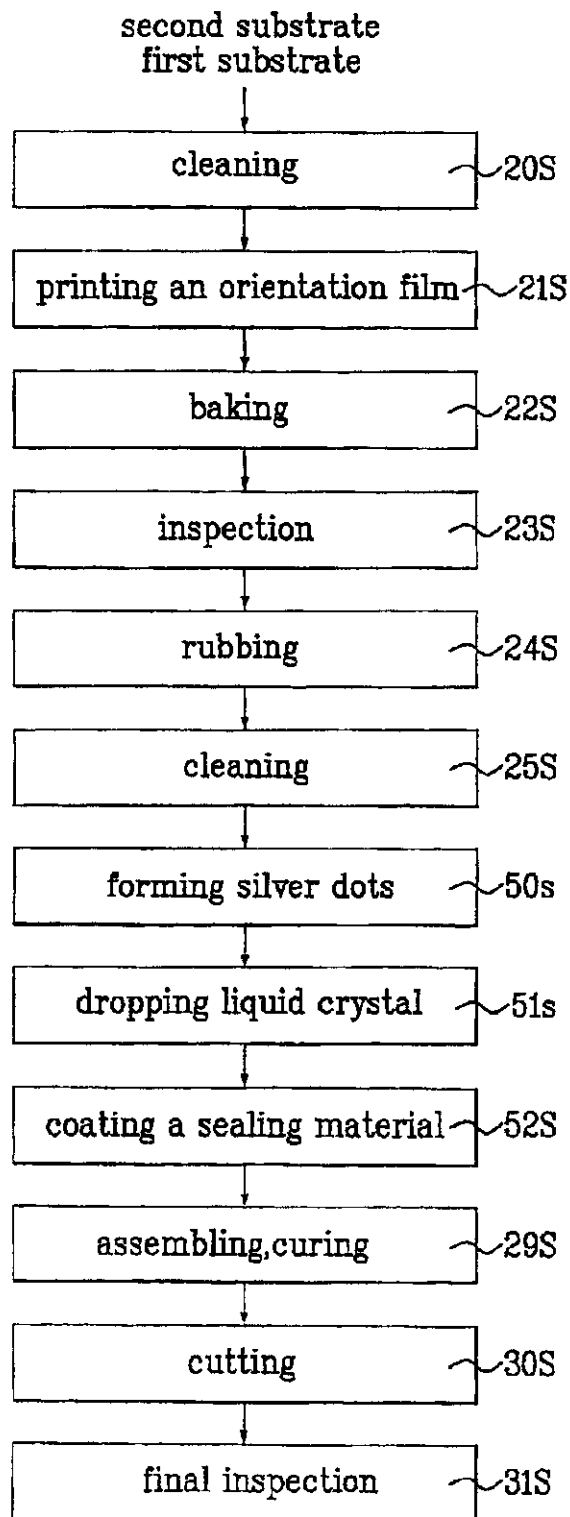 second substrate
first substrate
cleaning 20S
printing an orientation film 21S
baking 22S
inspection 23S
rubbing 24S
cleaning 25S
forming silver dots 50s
dropping liquid crystal 51s
coating a sealing material 52S
assembling,curing 29S
cutting 30S
final inspection 31S